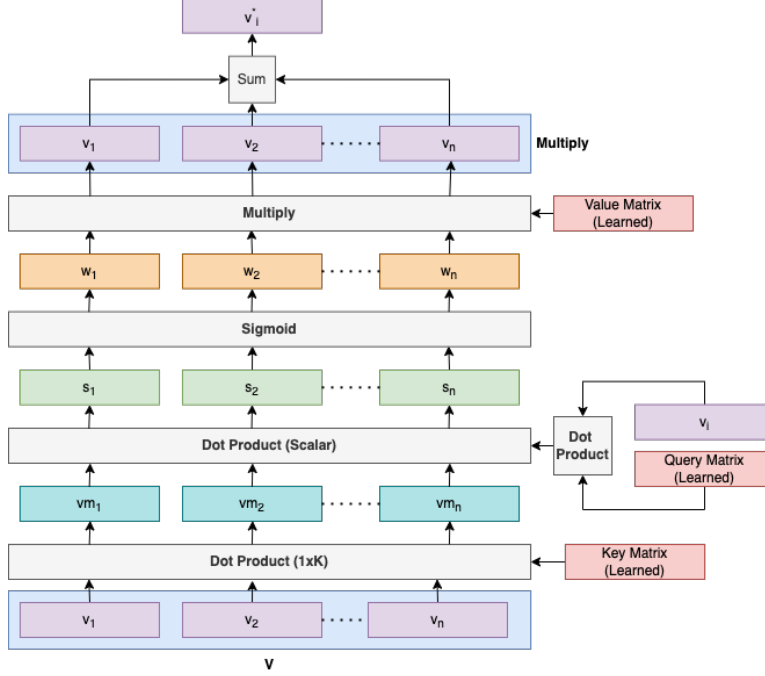 v*i
Sum
v1
v2
vn
Multiply
Multiply
Value Matrix
(Learned)
w1
w2
wn
Sigmoid
s1
s2
sn
Dot Product (Scalar)
Dot
Product
vi
Query Matrix
(Learned)
vm1
vm2
vmn
Dot Product (1xK)
Key Matrix
(Learned)
v1
v2
vn
V